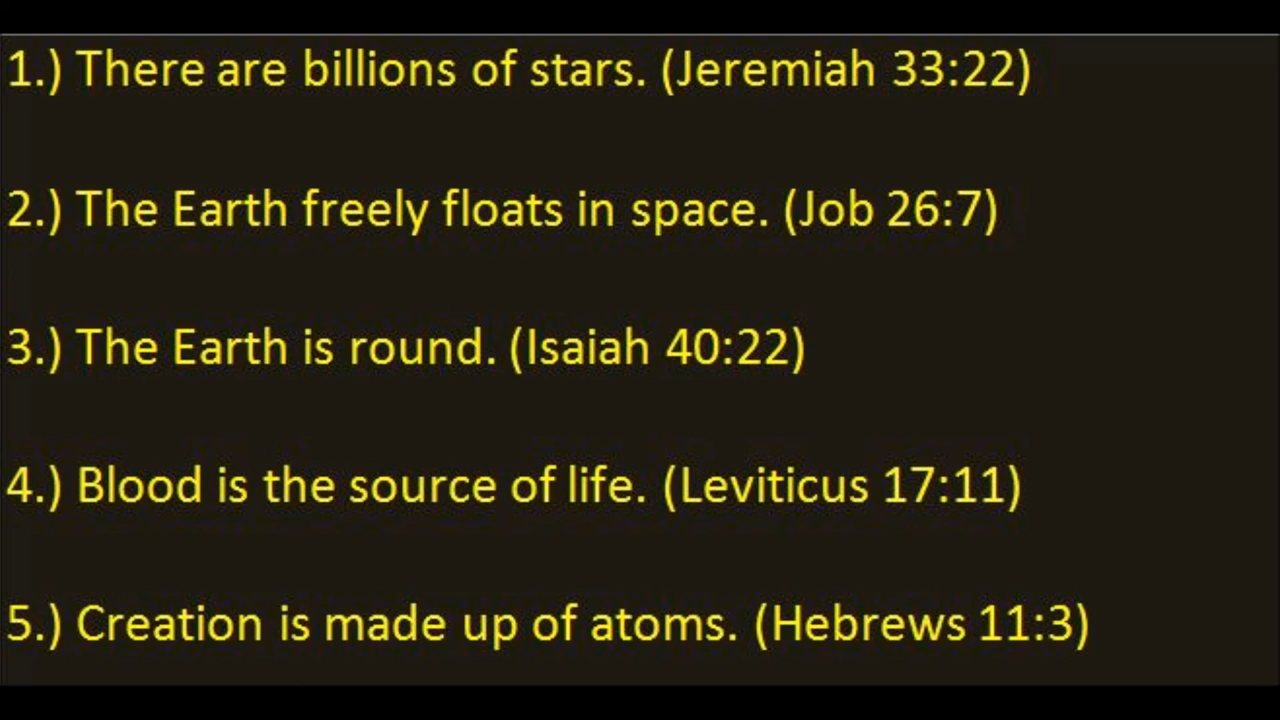 1.) There are billions of stars. (Jeremiah 33:22)
2.) The Earth freely floats in space. (Job 26:7)
3.) The Earth is round. (Isaiah 40:22)
4.) Blood is the source of life. (Leviticus 17:11)
5.) Creation is made up of atoms. (Hebrews 11:3)